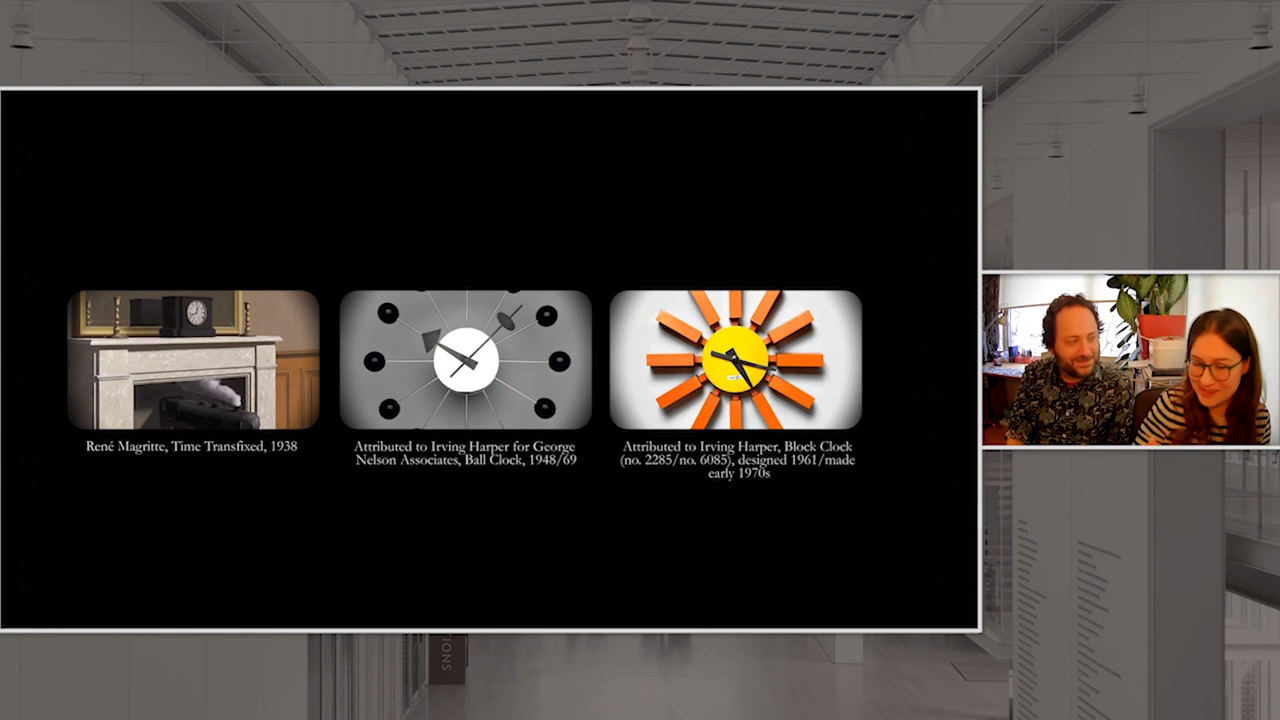 René Magritte, Time Transfixed, 1938
Attributed to Irving Harper for George
Nelson Associates, Ball Clock, 1948/69
Attributed to Irving Harper, Block Clock
(no. 2285/no. 6085), designed 1961/made
early 1970s
IONS